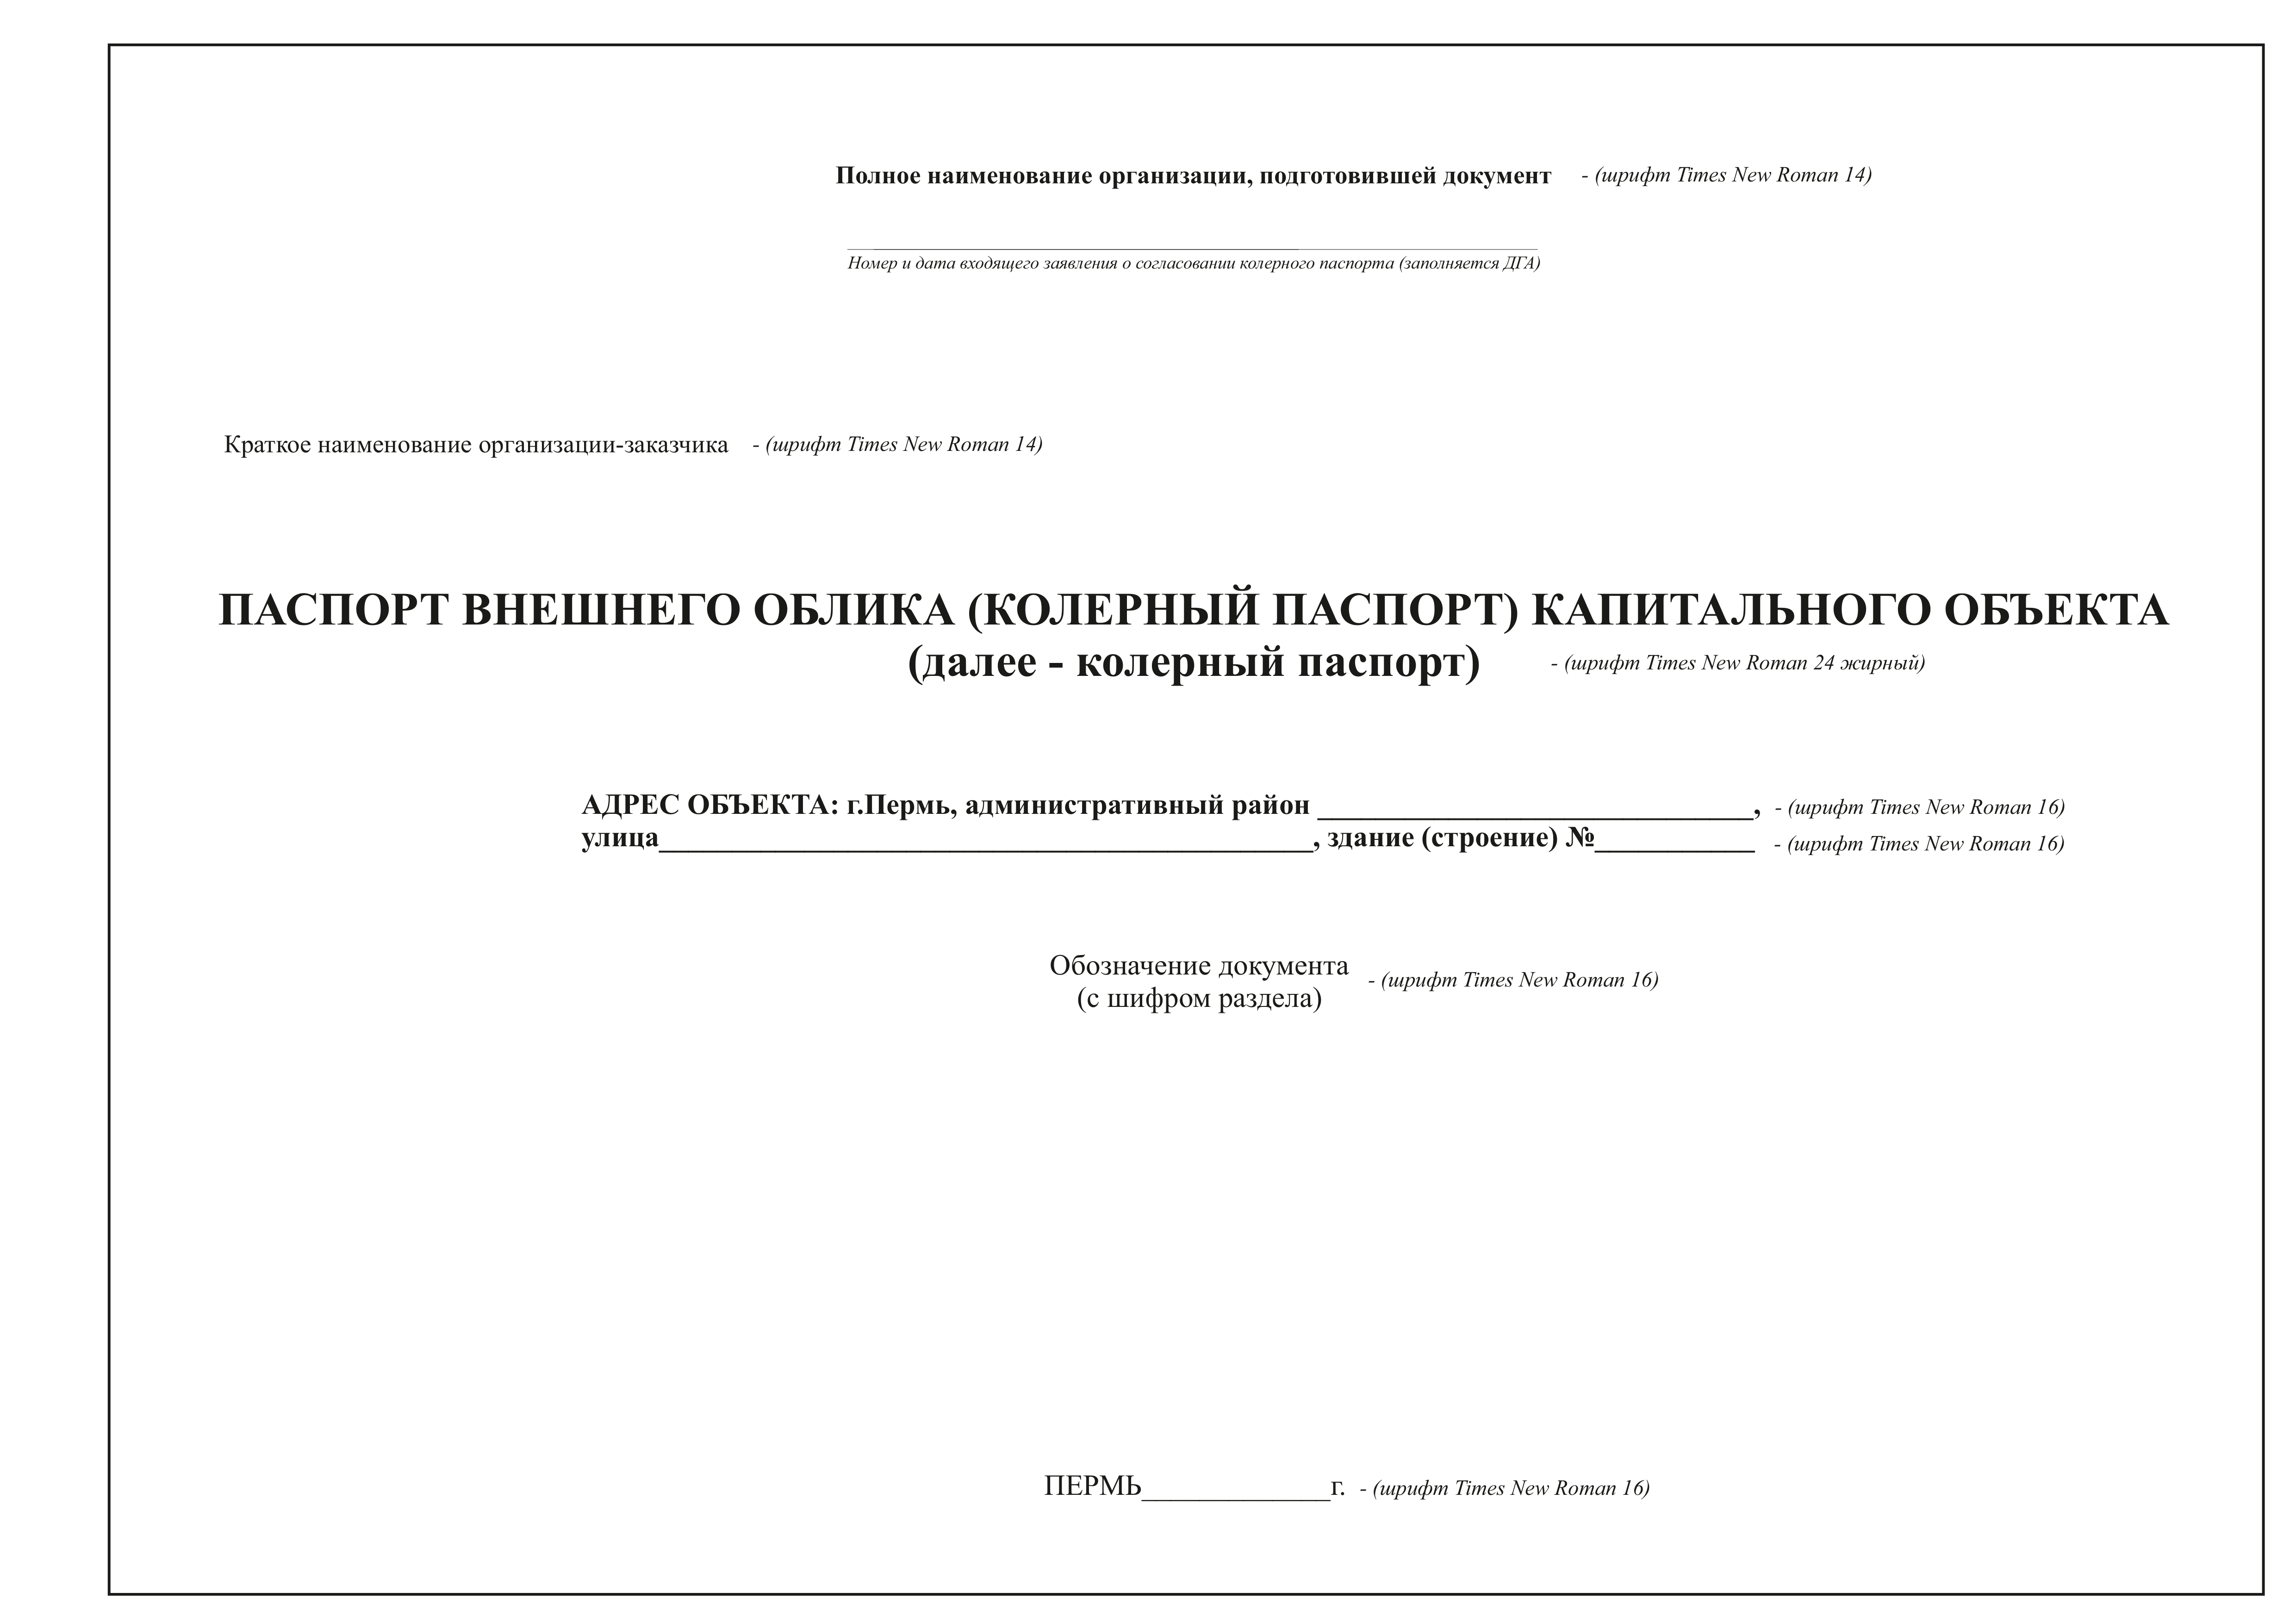 Полное наименование организации, подготовившей документ - (шрифт Times New Roman 14)
Номер и дата входящего заявления о согласовании колерного паспорта (заполняется ДГА)
Краткое наименование организации-заказчика - (шрифт Times New Roman 14)
ПАСПОРТ ВНЕШНЕГО ОБЛИКА (КОЛЕРНЫЙ ПАСПОРТ) КАПИТАЛЬНОГО ОБЪЕКТА
(далее - колерный паспорт) - (шрифт Times New Roman 24 жирный)
АДРЕС ОБЪЕКТА: г.Пермь, административный район ______________________________, - (шрифт Times New Roman 16)
улица_____________________________________________, здание (строение) №___________ - (шрифт Times New Roman 16)
Обозначение документа - (шрифт Times New Roman 16)
(с шифром раздела)
ПЕРМЬ_____________г. - (шрифт Times New Roman 16)